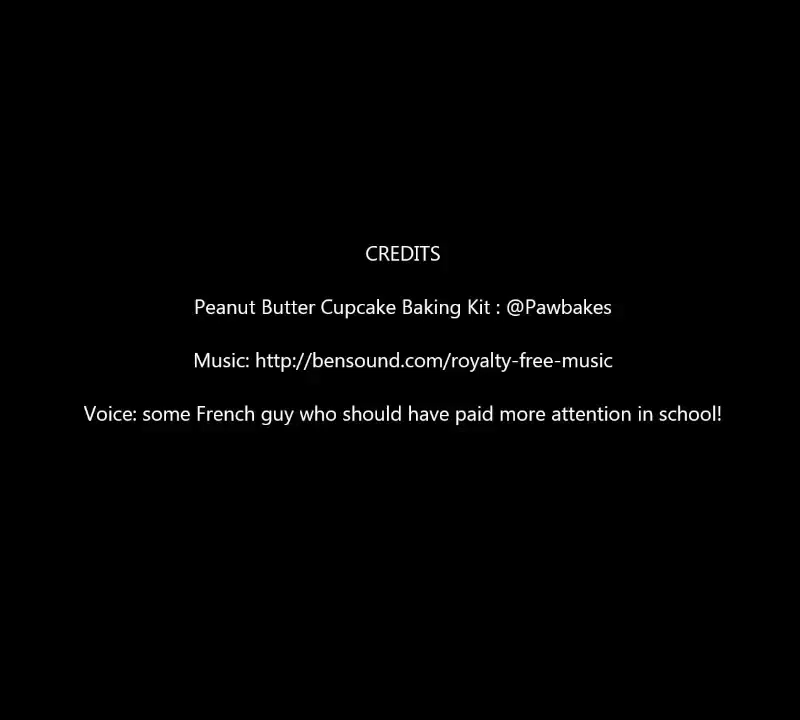 CREDITS
Peanut Butter Cupcake Baking Kit : @Pawbakes
Music: http://bensound.com/royalty-free-music
Voice: some French guy who should have paid more attention in school!